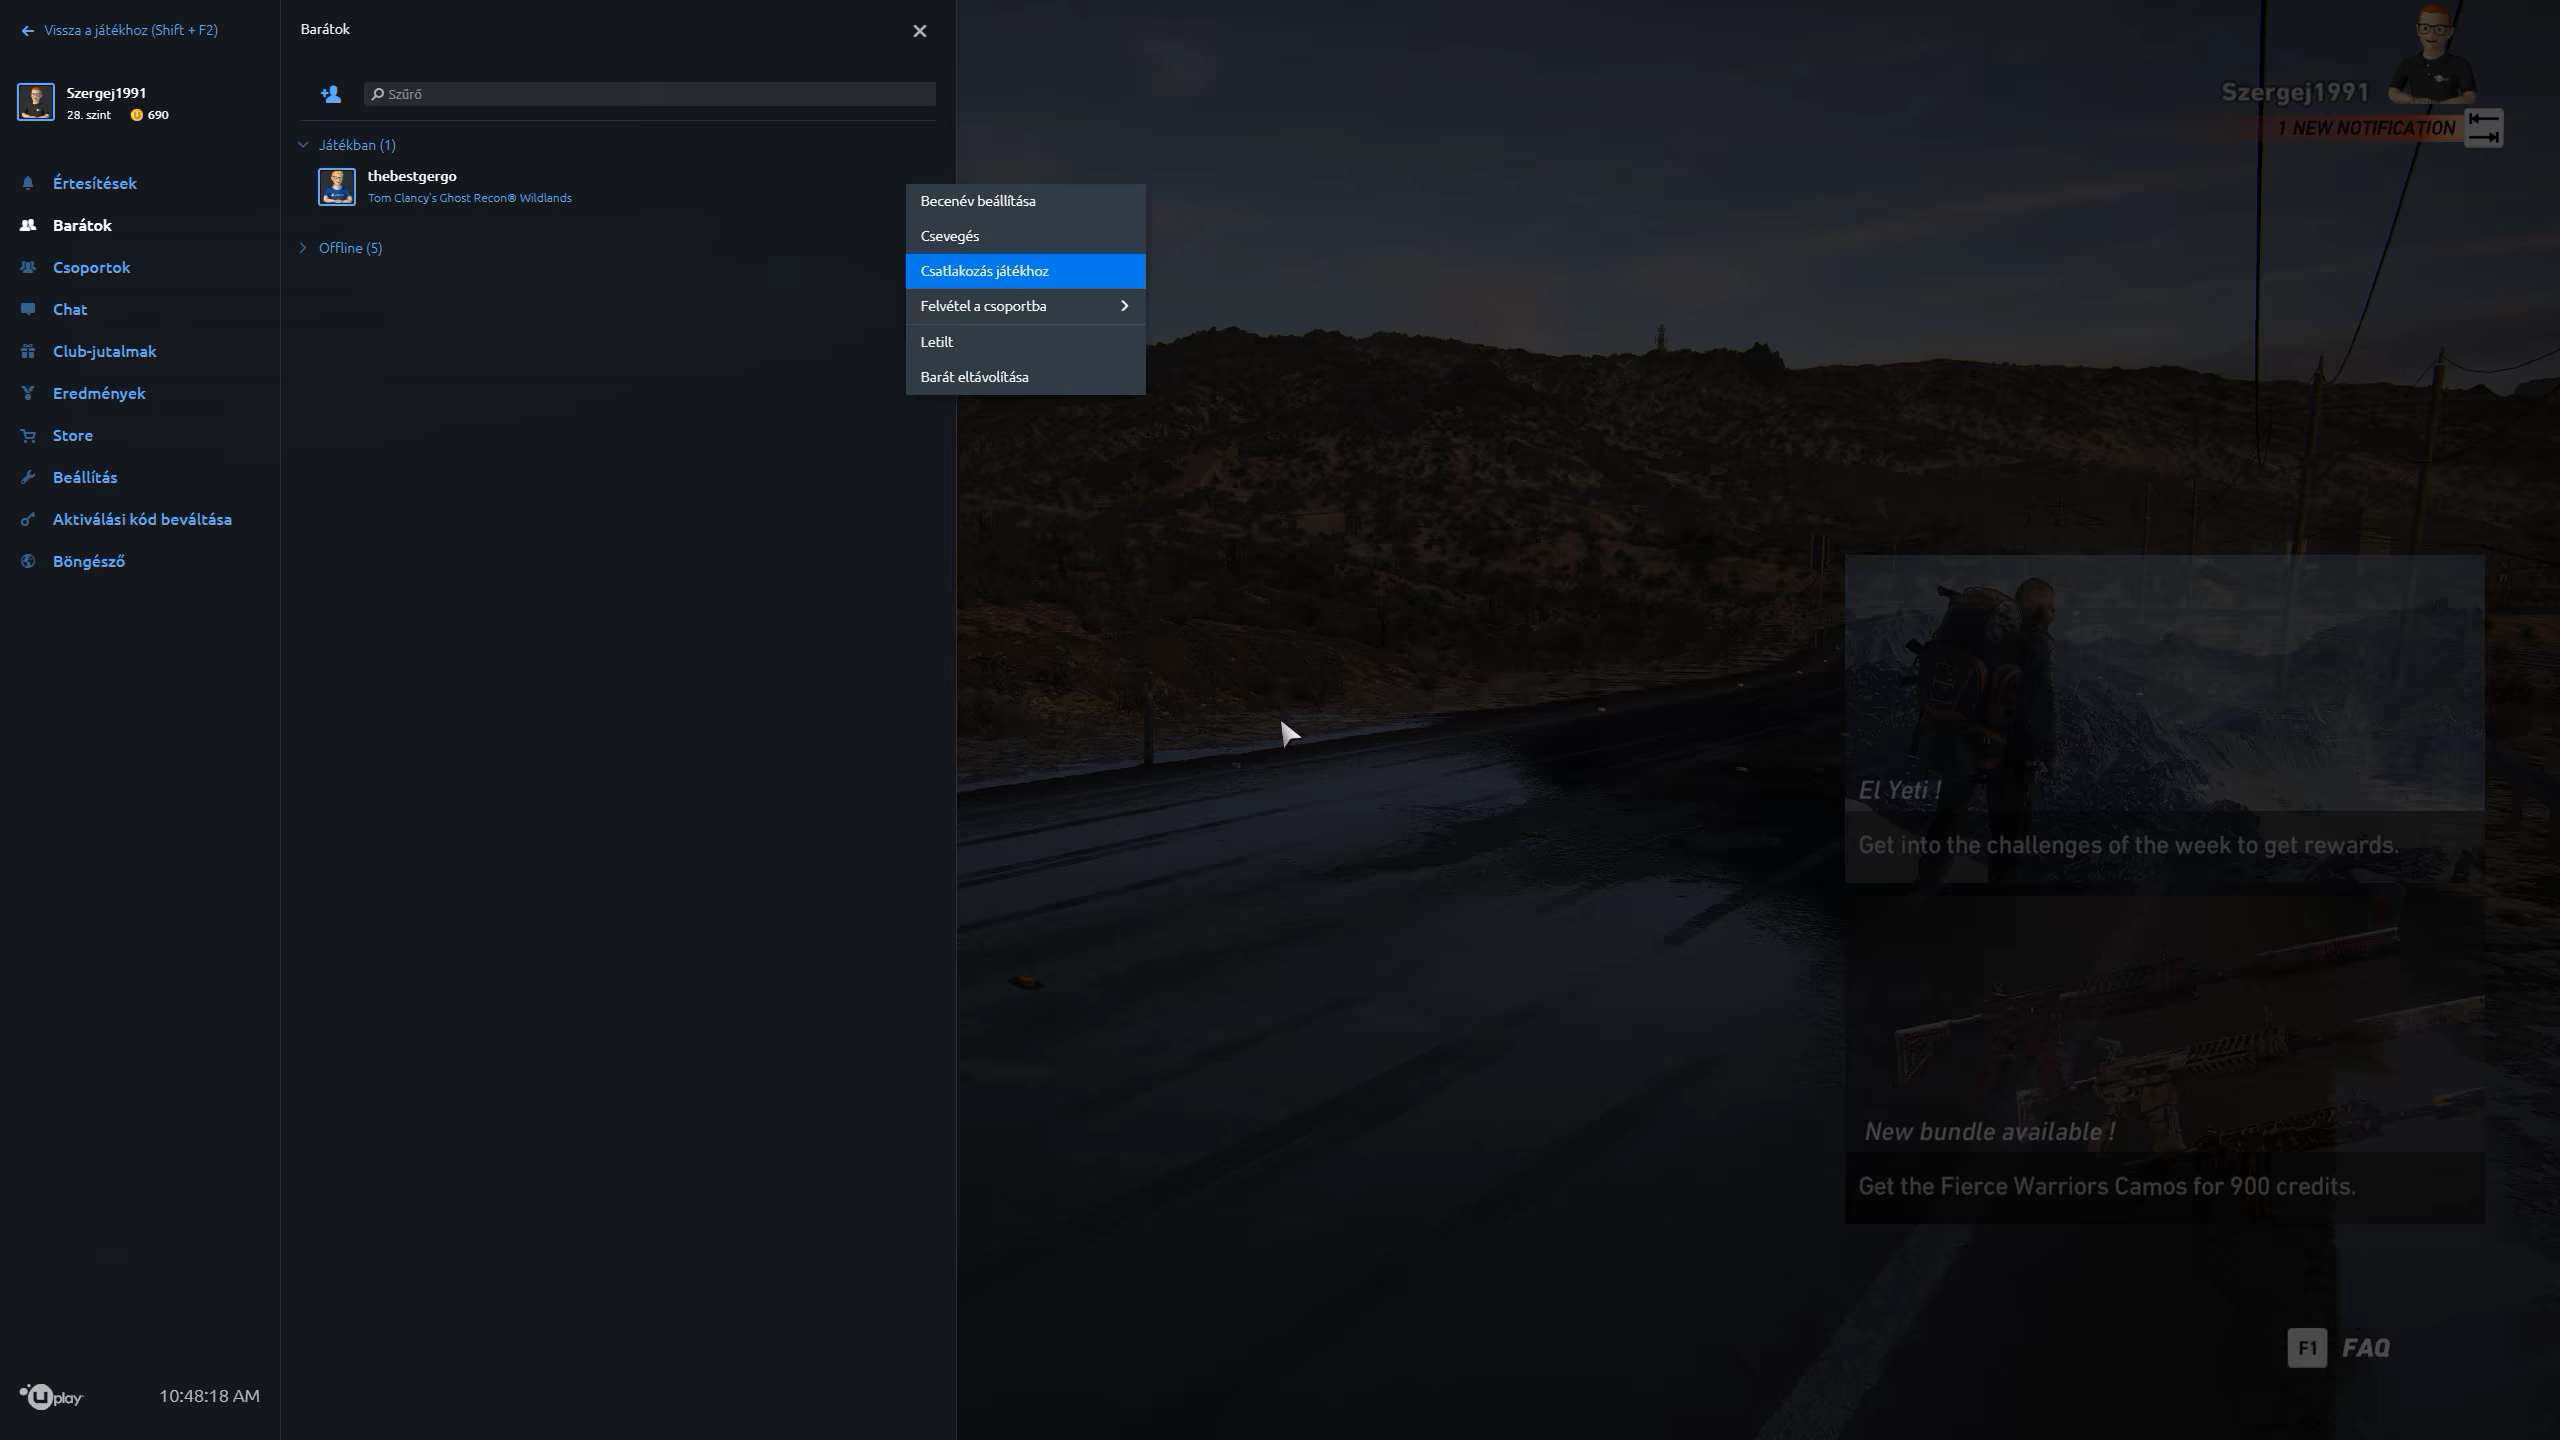 Vissza a játékhoz (Shift + F2)
Szergej1991
28. szint
690
Értesítések
Barátok
Csoportok
Chat
Club-jutalmak
Eredmények
Store
Beállítás
Aktiválási kód beváltása
Böngésző
Uplay
10:48:18 AM
Barátok
Szűrő
Játékban (1)
thebestgergo
Tom Clancy's Ghost Recon® Wildlands
Offline (5)
Becenév beállítása
Csevegés
Csatlakozás játékhoz
Felvétel a csoportba
Letilt
Barát eltávolítása
Szergej1991
1 NEW NOTIFICATION
El Yeti !
Get into the challenges of the week to get rewards.
New bundle available !
Get the Fierce Warriors Camos for 900 credits.
F1 FAQ